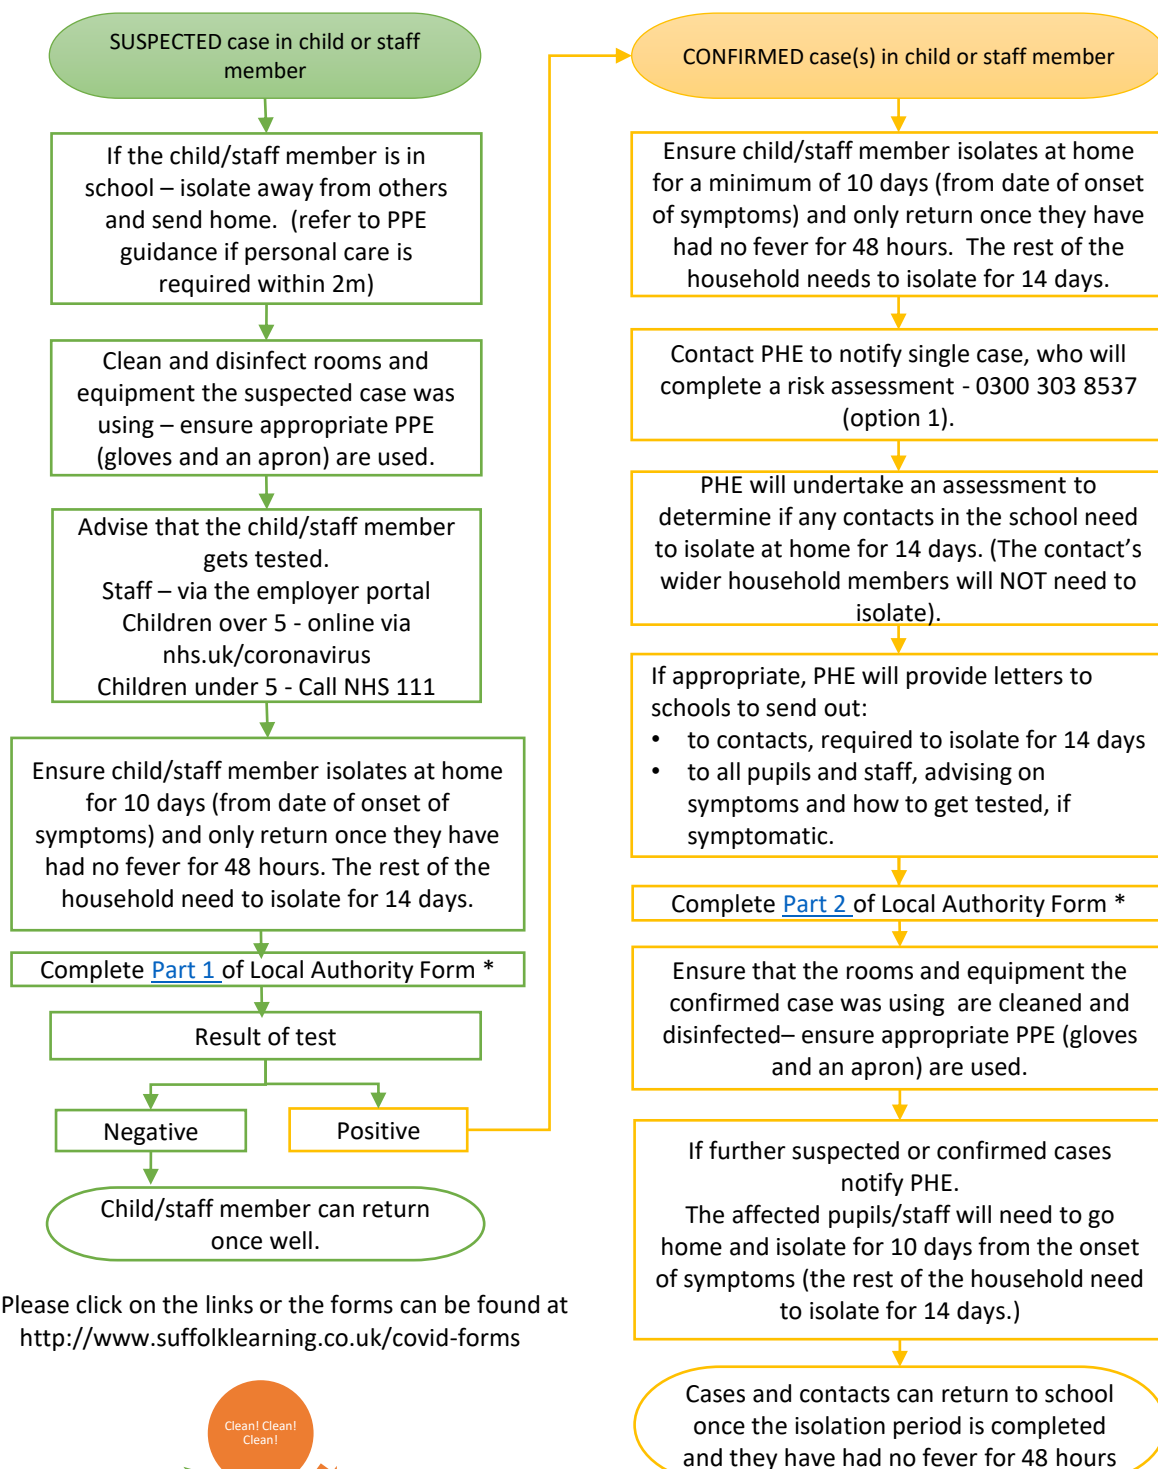 SUSPECTED case in child or staff
member
If the child/staff member is in
school – isolate away from others
and send home.  (refer to PPE
guidance if personal care is
required within 2m)
Clean and disinfect rooms and
equipment the suspected case was
using – ensure appropriate PPE
(gloves and an apron) are used.
Advise that the child/staff member
gets tested.
Staff – via the employer portal
Children over 5 - online via
nhs.uk/coronavirus
Children under 5 - Call NHS 111
Ensure child/staff member isolates at home
for 10 days (from date of onset of
symptoms) and only return once they have
had no fever for 48 hours. The rest of the
household need to isolate for 14 days.
Complete Part 1 of Local Authority Form *
Result of test
Negative
Positive
Child/staff member can return
once well.
Please click on the links or the forms can be found at
http://www.suffolklearning.co.uk/covid-forms
Clean! Clean!
Clean!
CONFIRMED case(s) in child or staff member
Ensure child/staff member isolates at home
for a minimum of 10 days (from date of onset
of symptoms) and only return once they have
had no fever for 48 hours.  The rest of the
household needs to isolate for 14 days.
Contact PHE to notify single case, who will
complete a risk assessment - 0300 303 8537
(option 1).
PHE will undertake an assessment to
determine if any contacts in the school need
to isolate at home for 14 days. (The contact's
wider household members will NOT need to
isolate).
If appropriate, PHE will provide letters to
schools to send out:
• to contacts, required to isolate for 14 days
• to all pupils and staff, advising on
symptoms and how to get tested, if
symptomatic.
Complete Part 2 of Local Authority Form *
Ensure that the rooms and equipment the
confirmed case was using  are cleaned and
disinfected– ensure appropriate PPE (gloves
and an apron) are used.
If further suspected or confirmed cases
notify PHE.
The affected pupils/staff will need to go
home and isolate for 10 days from the onset
of symptoms (the rest of the household need
to isolate for 14 days.)
Cases and contacts can return to school
once the isolation period is completed
and they have had no fever for 48 hours